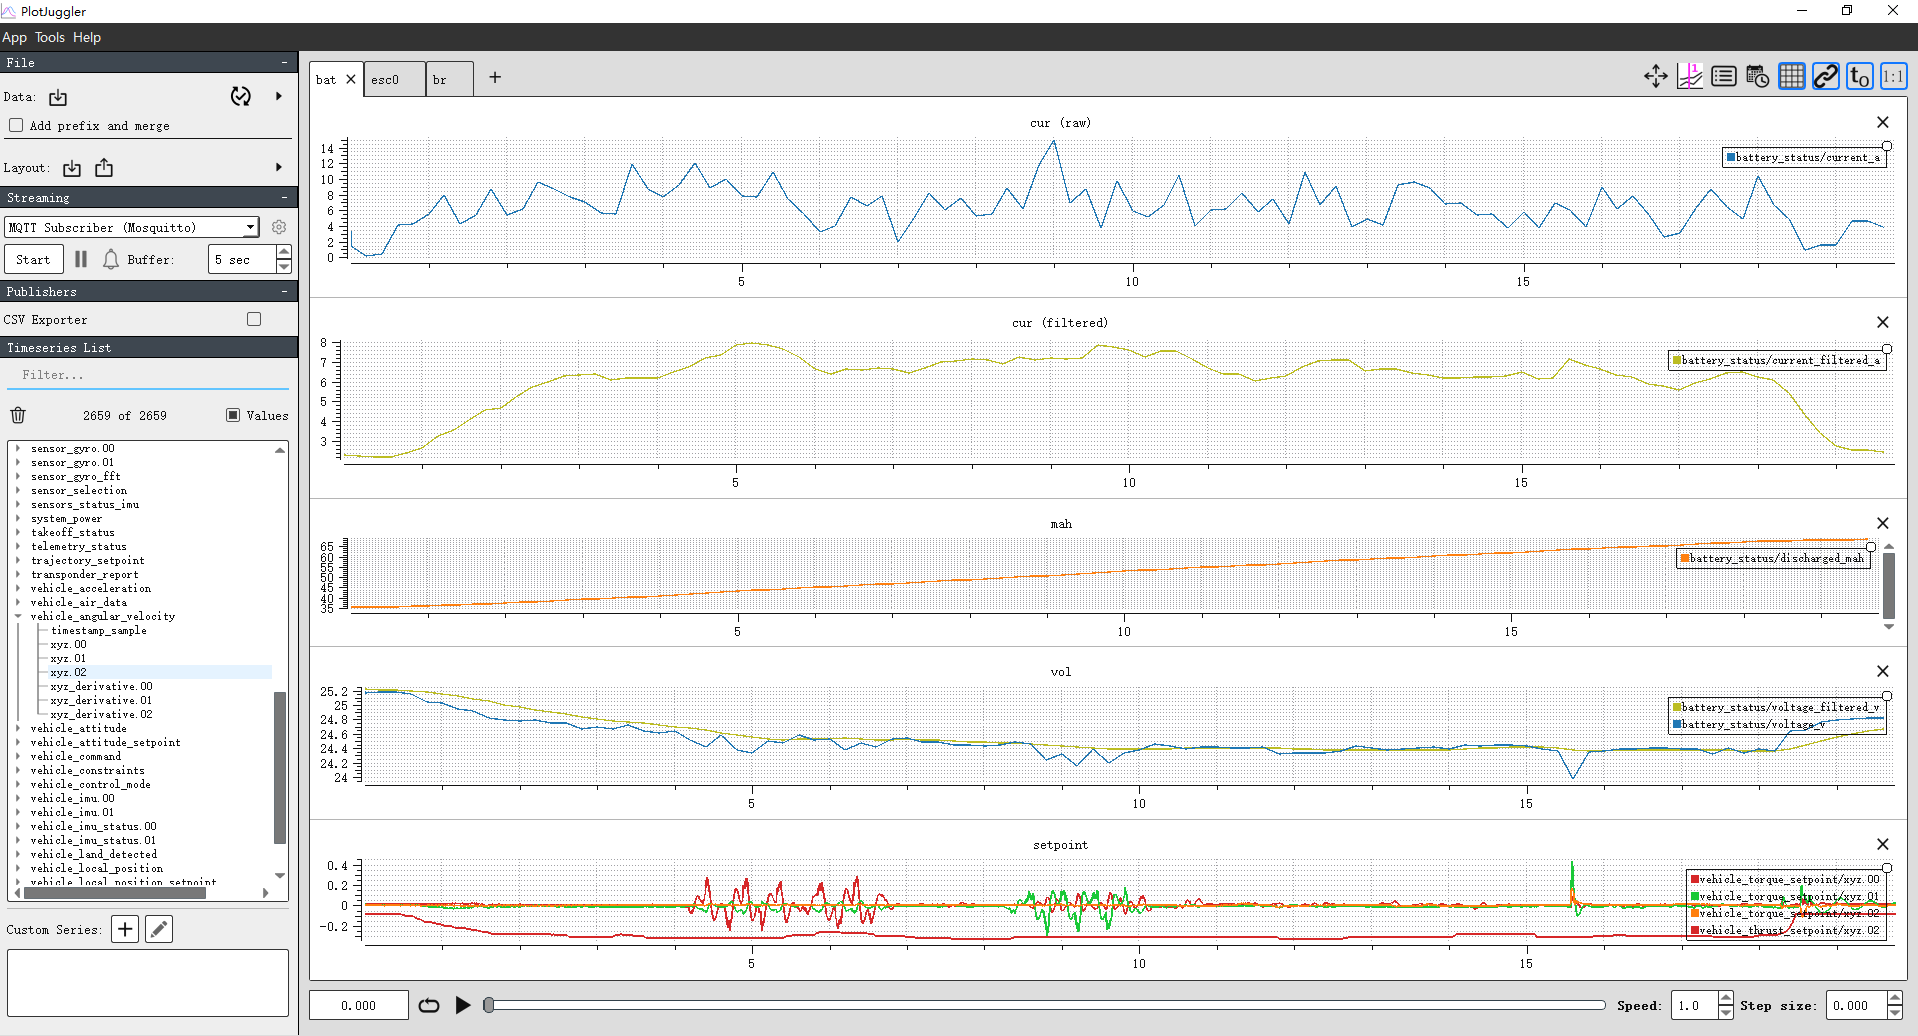 PlotJuggler
App Tools Help
File -
Data:
Add prefix and merge
Layout:
Streaming -
MQTT Subscriber (Mosquitto)
Start Buffer: 5 sec
Publishers -
CSV Exporter
Timeseries List
Filter...
2659 of 2659 Values
sensor_gyro.00
sensor_gyro.01
sensor_gyro_fft
sensor_selection
sensors_status_imu
system_power
takeoff_status
telemetry_status
trajectory_setpoint
transponder_report
vehicle_acceleration
vehicle_air_data
vehicle_angular_velocity
timestamp_sample
xyz.00
xyz.01
xyz.02
xyz_derivative.00
xyz_derivative.01
xyz_derivative.02
vehicle_attitude
vehicle_attitude_setpoint
vehicle_command
vehicle_constraints
vehicle_control_mode
vehicle_imu.00
vehicle_imu.01
vehicle_imu_status.00
vehicle_imu_status.01
vehicle_land_detected
vehicle_local_position
vehicle_local_position_setpoint
Custom Series:
bat esc0 br +
1 t0 1:1
cur (raw)
battery_status/current_a
14
12
10
8
6
4
2
0
5 10 15
cur (filtered)
battery_status/current_filtered_a
8
7
6
5
4
3
5 10 15
mah
battery_status/discharged_mah
65
60
55
50
45
40
35
5 10 15
vol
battery_status/voltage_filtered_v
battery_status/voltage_v
25.2
25
24.8
24.6
24.4
24.2
24
5 10 15
setpoint
vehicle_torque_setpoint/xyz.00
vehicle_torque_setpoint/xyz.01
vehicle_torque_setpoint/xyz.02
vehicle_thrust_setpoint/xyz.02
0.4
0.2
0
-0.2
5 10 15
0.000 Speed: 1.0 Step size: 0.000